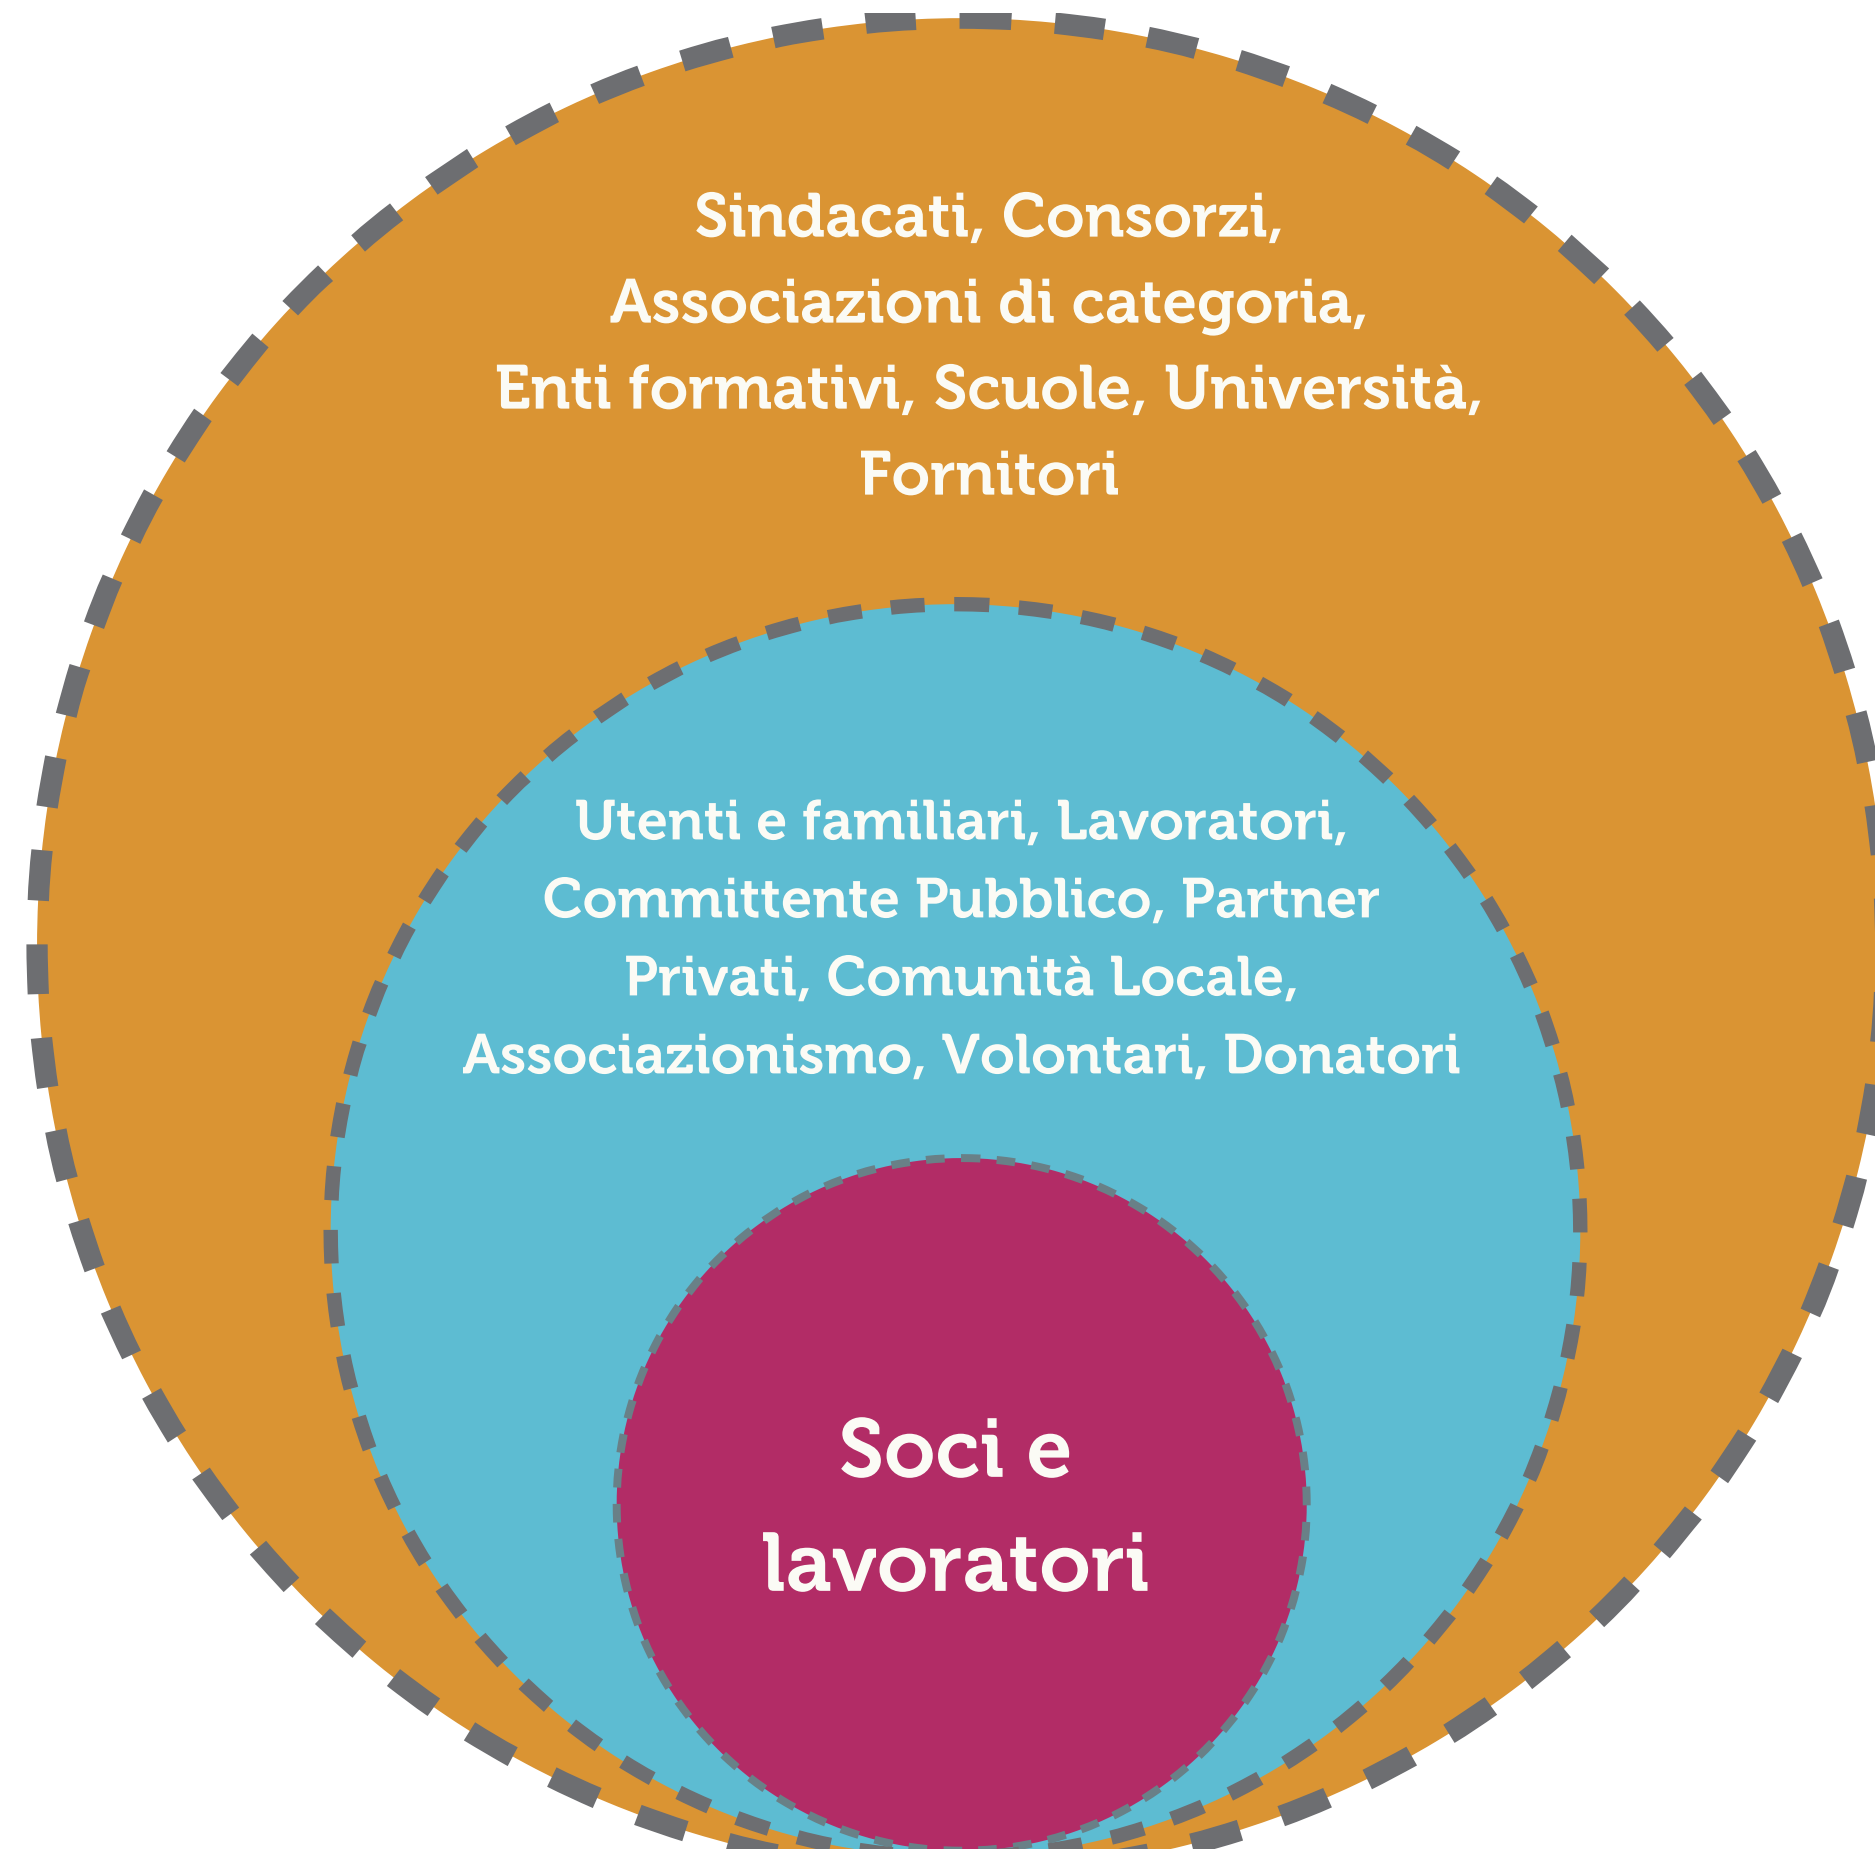 Sindacati, Consorzi,
Associazioni di categoria,
Enti formativi, Scuole, Università,
Fornitori
Utenti e familiari, Lavoratori,
Committente Pubblico, Partner
Privati, Comunità Locale,
Associazionismo, Volontari, Donatori
Soci e
lavoratori